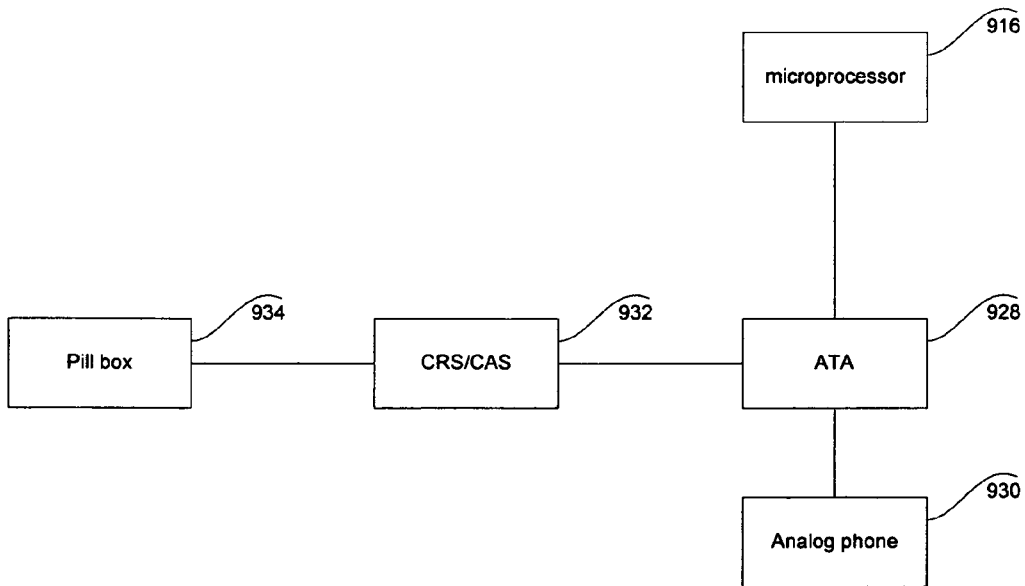 916
microprocessor
934
932
928
Pill box
CRS/CAS
ATA
930
Analog phone